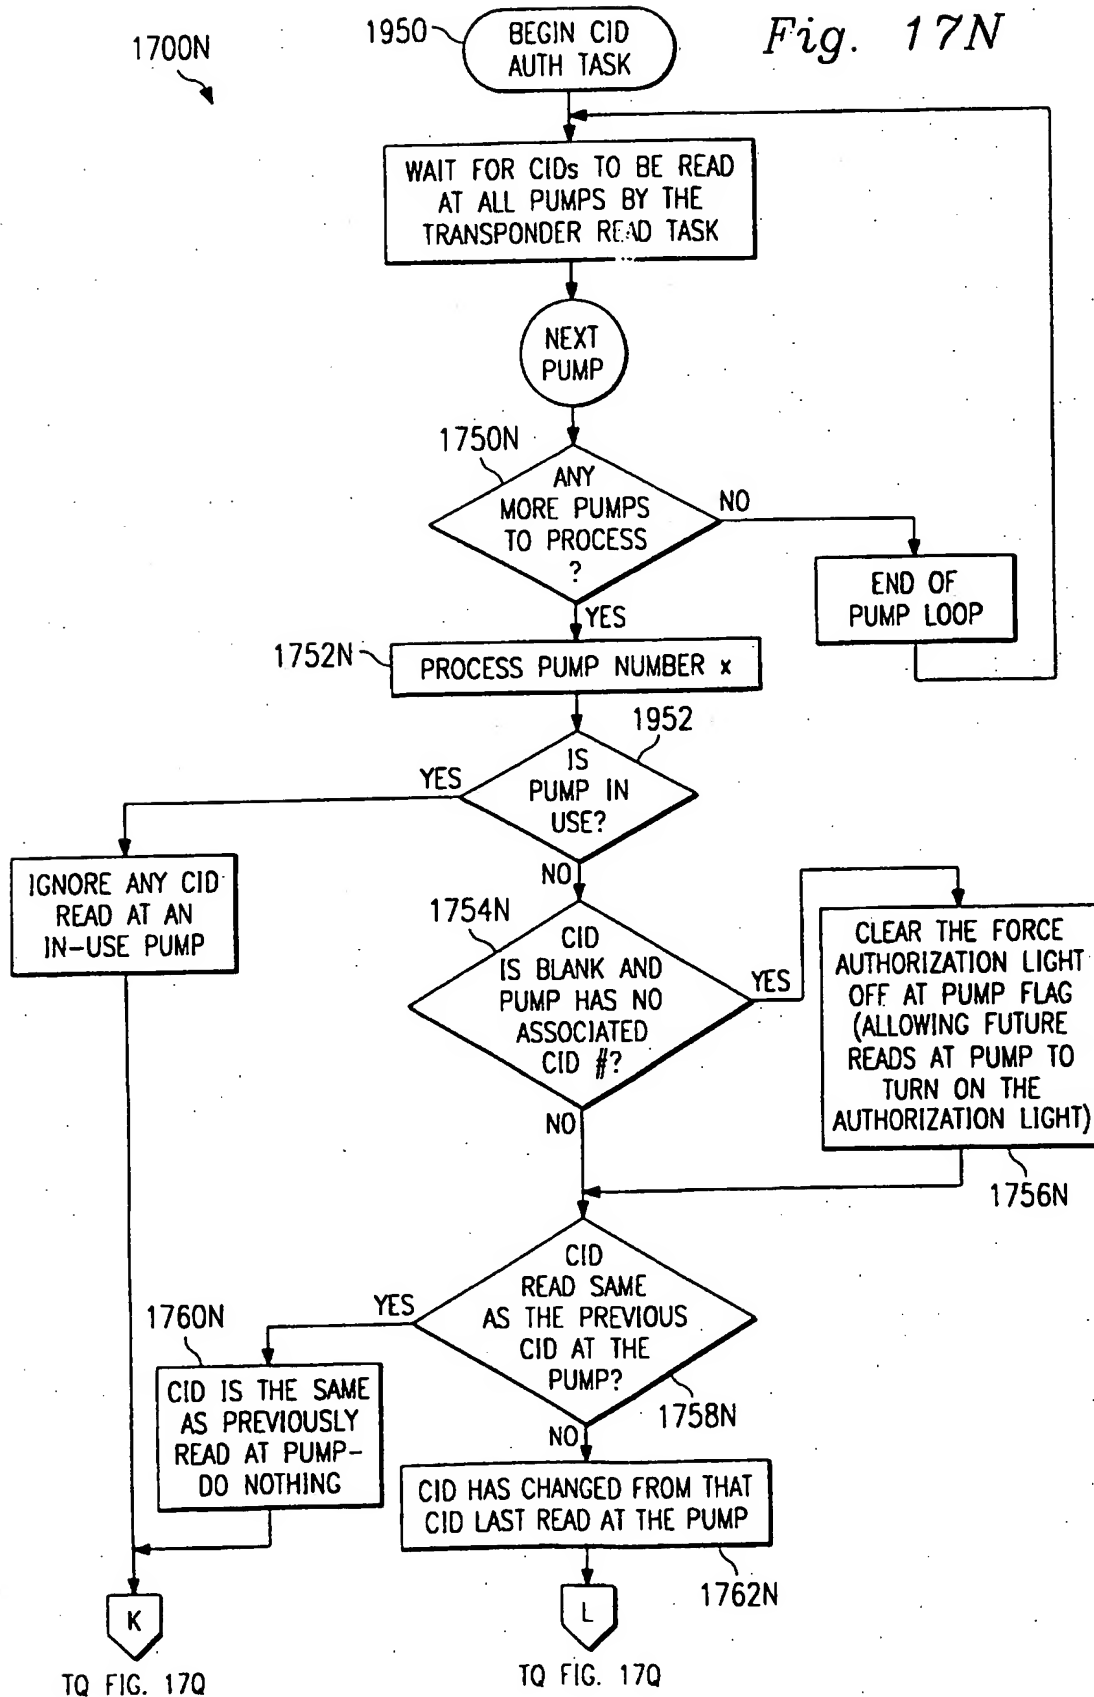 1700N
1950
BEGIN CID
AUTH TASK
Fig. 17N
WAIT FOR CIDs TO BE READ
AT ALL PUMPS BY THE
TRANSPONDER READ TASK
NEXT
PUMP
1750N
ANY
MORE PUMPS
TO PROCESS
?
NO
END OF
PUMP LOOP
YES
1752N
PROCESS PUMP NUMBER x
1952
IS
PUMP IN
USE?
YES
IGNORE ANY CID
READ AT AN
IN-USE PUMP
NO
1754N
CID
IS BLANK AND
PUMP HAS NO
ASSOCIATED
CID #?
YES
CLEAR THE FORCE
AUTHORIZATION LIGHT
OFF AT PUMP FLAG
(ALLOWING FUTURE
READS AT PUMP TO
TURN ON THE
AUTHORIZATION LIGHT)
1756N
NO
CID
READ SAME
AS THE PREVIOUS
CID AT THE
PUMP?
1758N
YES
1760N
CID IS THE SAME
AS PREVIOUSLY
READ AT PUMP-
DO NOTHING
NO
CID HAS CHANGED FROM THAT
CID LAST READ AT THE PUMP
1762N
K
TQ FIG. 17Q
L
TQ FIG. 17Q